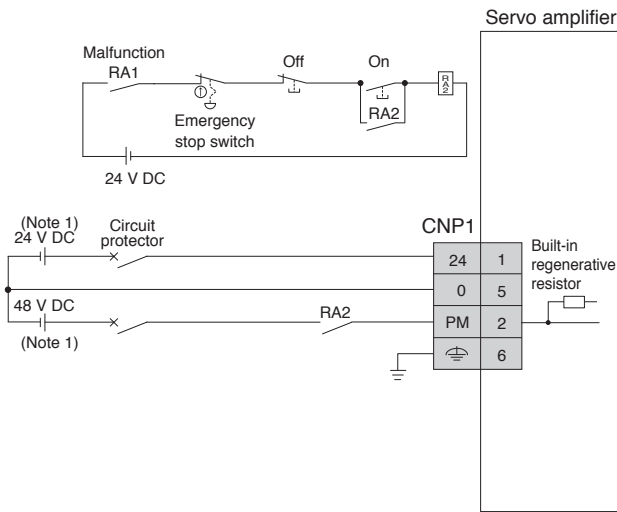 Servo amplifier
Malfunction
RA1
Off
On
RA2
RA2
Emergency
stop switch
24 V DC
(Note 1)
24 V DC
Circuit
protector
CNP1
Built-in
regenerative
resistor
24 1
0 5
48 V DC
RA2
PM 2
(Note 1)
6